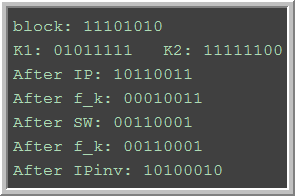 block: 11101010
K1: 01011111   K2: 11111100
After IP: 10110011
After f_k: 00010011
After SW: 00110001
After f_k: 00110001
After IPinv: 10100010